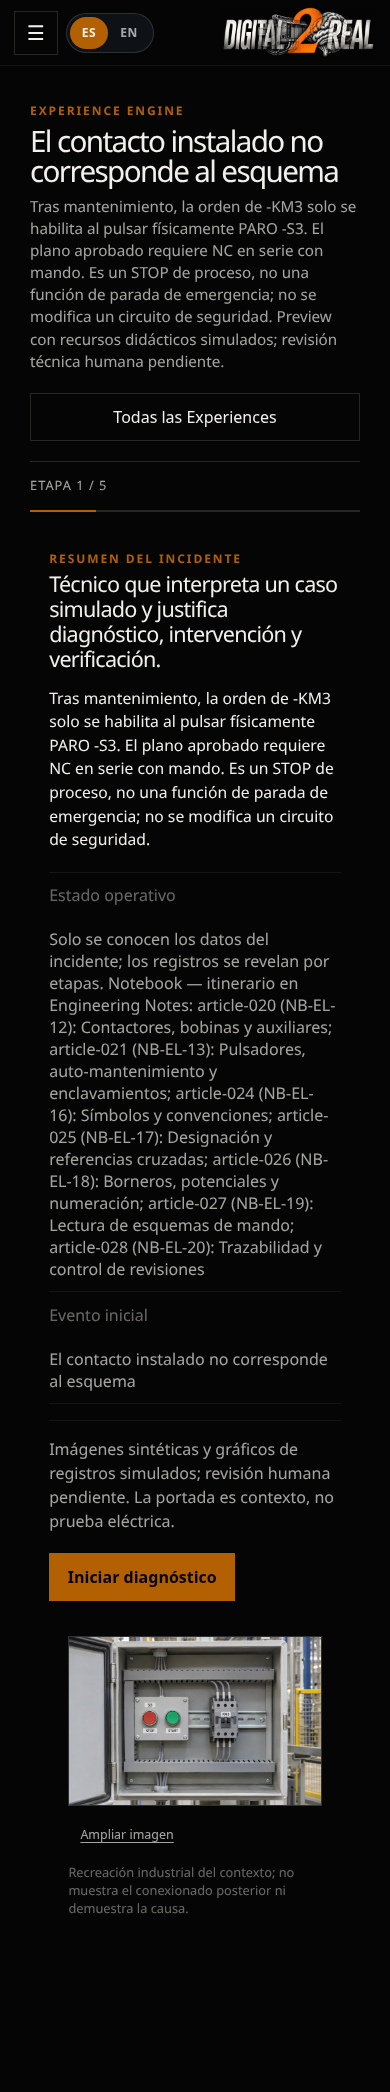 ☰
ES EN
DIGITAL 2 REAL
EXPERIENCE ENGINE
El contacto instalado no
corresponde al esquema
Tras mantenimiento, la orden de -KM3 solo se
habilita al pulsar físicamente PARO -S3. El
plano aprobado requiere NC en serie con
mando. Es un STOP de proceso, no una
función de parada de emergencia; no se
modifica un circuito de seguridad. Preview
con recursos didácticos simulados; revisión
técnica humana pendiente.
Todas las Experiences
ETAPA 1 / 5
RESUMEN DEL INCIDENTE
Técnico que interpreta un caso
simulado y justifica
diagnóstico, intervención y
verificación.
Tras mantenimiento, la orden de -KM3
solo se habilita al pulsar físicamente
PARO -S3. El plano aprobado requiere
NC en serie con mando. Es un STOP de
proceso, no una función de parada de
emergencia; no se modifica un circuito
de seguridad.
Estado operativo
Solo se conocen los datos del
incidente; los registros se revelan por
etapas. Notebook — itinerario en
Engineering Notes: article-020 (NB-EL-
12): Contactores, bobinas y auxiliares;
article-021 (NB-EL-13): Pulsadores,
auto-mantenimiento y
enclavamientos; article-024 (NB-EL-
16): Símbolos y convenciones; article-
025 (NB-EL-17): Designación y
referencias cruzadas; article-026 (NB-
EL-18): Borneros, potenciales y
numeración; article-027 (NB-EL-19):
Lectura de esquemas de mando;
article-028 (NB-EL-20): Trazabilidad y
control de revisiones
Evento inicial
El contacto instalado no corresponde
al esquema
Imágenes sintéticas y gráficos de
registros simulados; revisión humana
pendiente. La portada es contexto, no
prueba eléctrica.
Iniciar diagnóstico
Ampliar imagen
Recreación industrial del contexto; no
muestra el conexionado posterior ni
demuestra la causa.